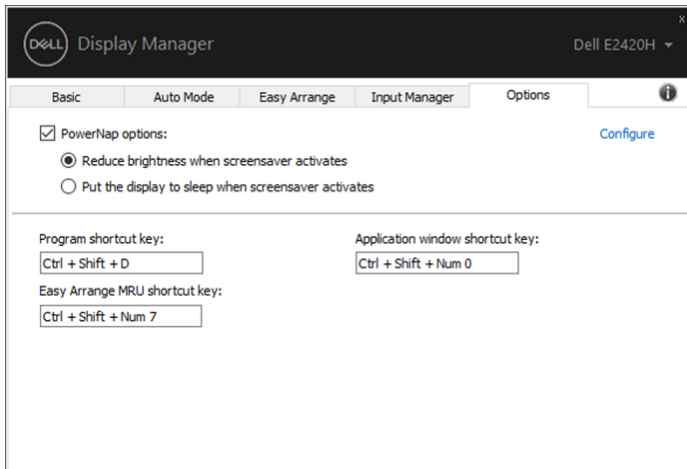 x
DELL Display Manager Dell E2420H
Basic Auto Mode Easy Arrange Input Manager Options i
PowerNap options: Configure
Reduce brightness when screensaver activates
Put the display to sleep when screensaver activates
Program shortcut key: Application window shortcut key:
Ctrl + Shift + D Ctrl + Shift + Num 0
Easy Arrange MRU shortcut key:
Ctrl + Shift + Num 7